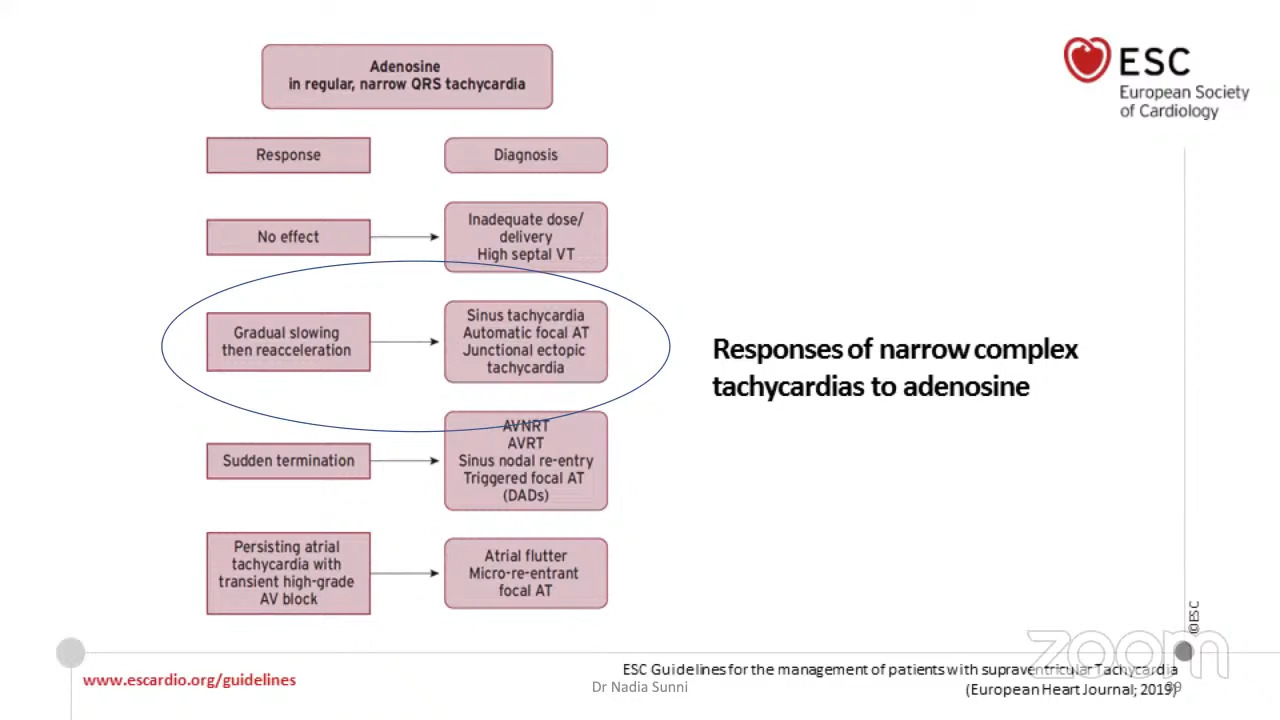 Adenosine
in regular, narrow QRS tachycardia
ESC
European Society
of Cardiology
Response
Diagnosis
No effect
Inadequate dose/
delivery
High septal VT
Gradual slowing
then reacceleration
Sinus tachycardia
Automatic focal AT
Junctional ectopic
tachycardia
Responses of narrow complex
tachycardias to adenosine
Sudden termination
AVNRT
AVRT
Sinus nodal re-entry
Triggered focal AT
(DADs)
Persisting atrial
tachycardia with
transient high-grade
AV block
Atrial flutter
Micro-re-entrant
focal AT
©ESC
zoom
www.escardio.org/guidelines
ESC Guidelines for the management of patients with supraventricular Tachycardia
(European Heart Journal; 2019)
Dr Nadia Sunni